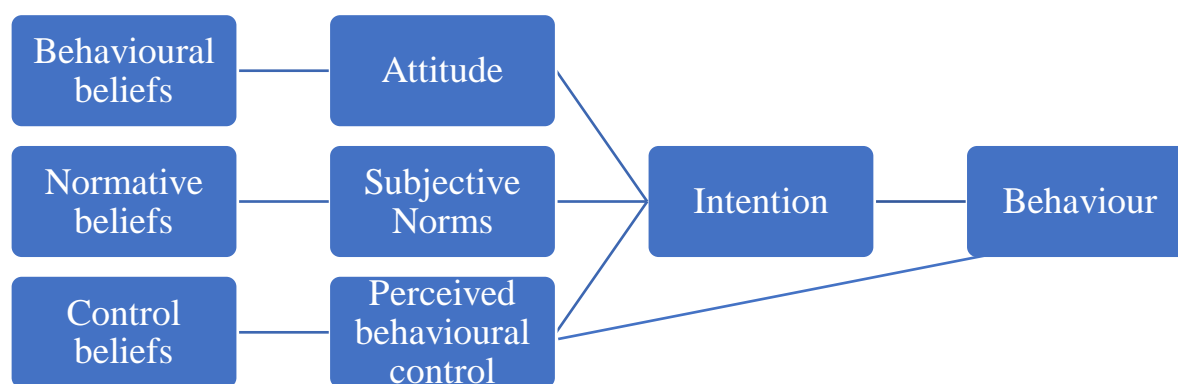 Behavioural
beliefs
Attitude
Normative
beliefs
Subjective
Norms
Intention
Behaviour
Control
beliefs
Perceived
behavioural
control